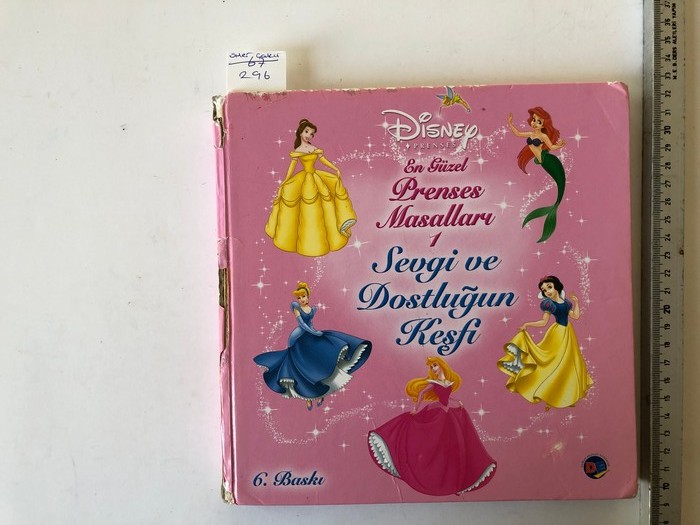 67
296
DISNEY
PRENSES
En Güzel
Prenses
Masalları
1
Sevgi ve
Dostluğun
Keşfi
6. Baskı